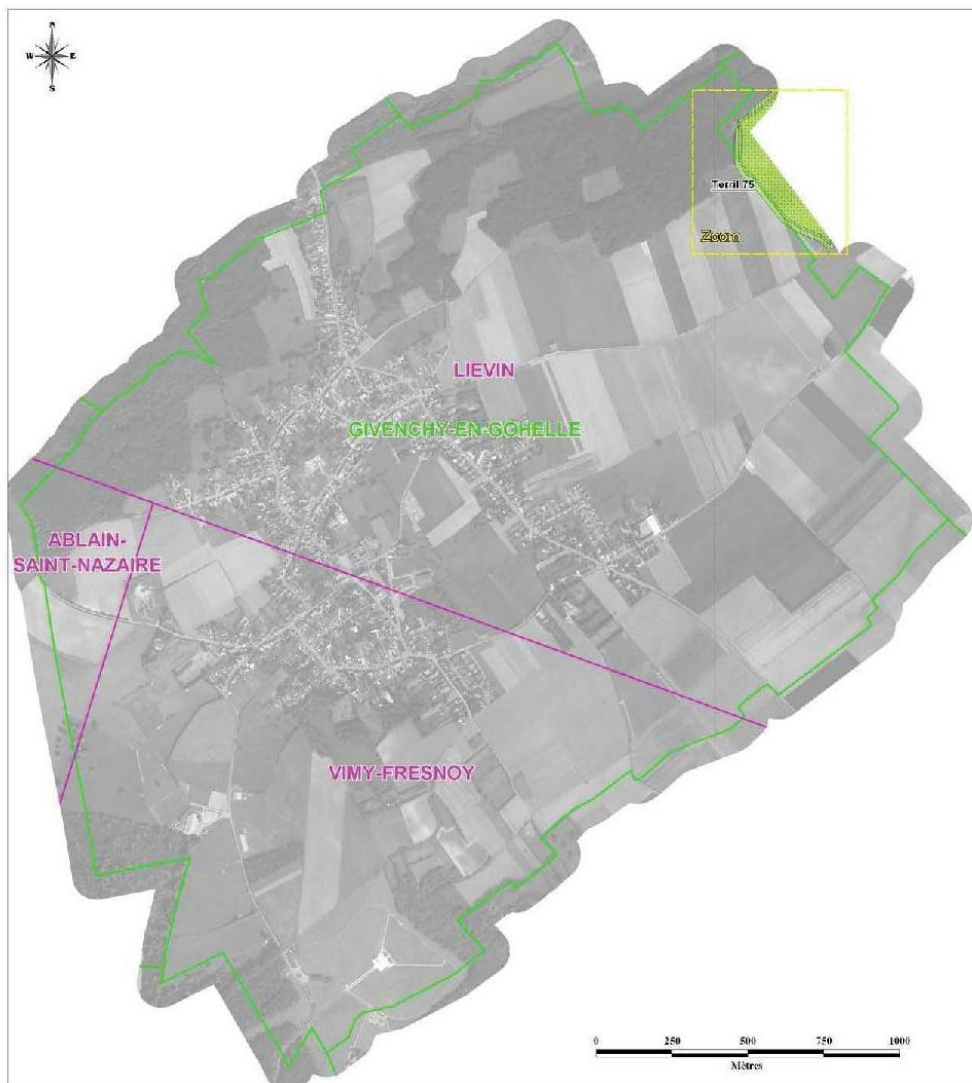 N
W E
S
Terril 75
Zoom
LIEVIN
GIVENCHY-EN-GOHELLE
ABLAIN-
SAINT-NAZAIRE
VIMY-FRESNOY
0 250 500 750 1000
Mètres